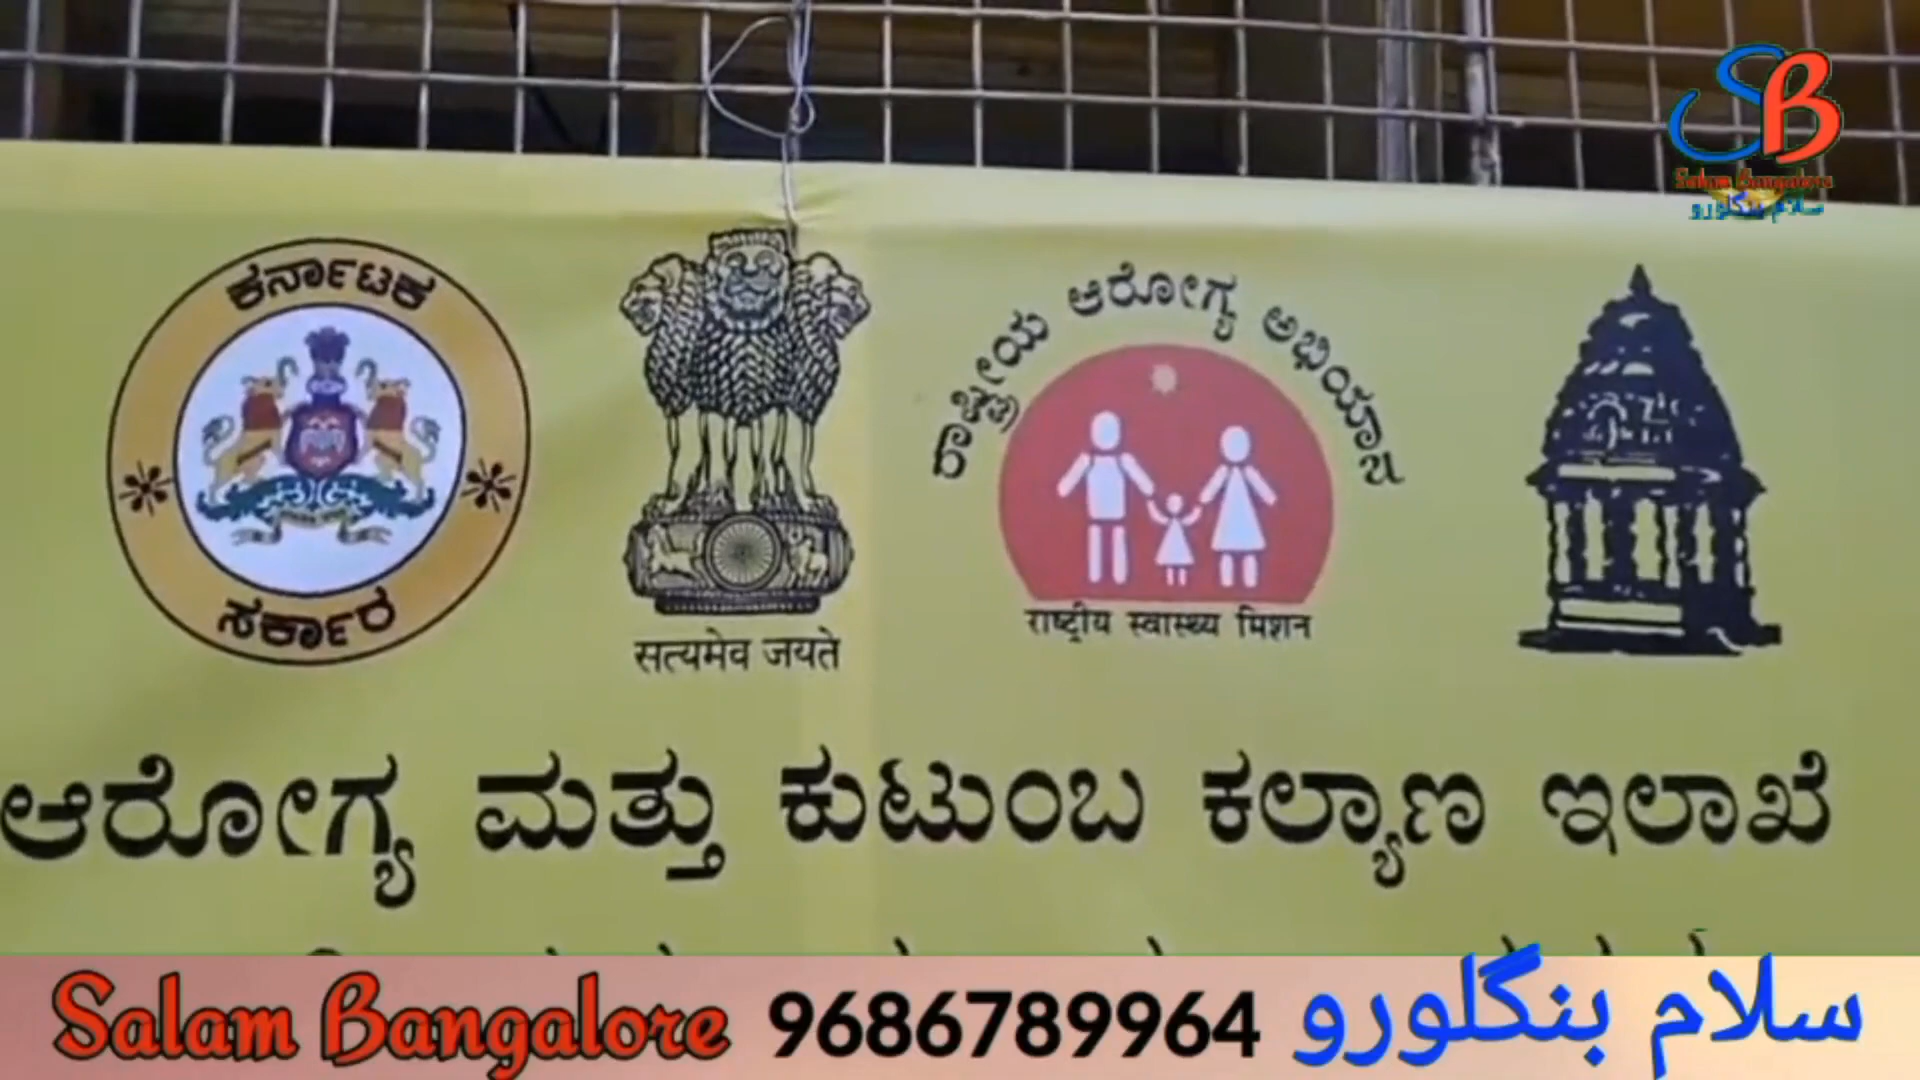 Salam Bangalore
سلام بنگلورو
ಕರ್ನಾಟಕ
ಸರ್ಕಾರ
सत्यमेव जयते
ರಾಷ್ಟ್ರೀಯ ಆರೋಗ್ಯ ಅಭಿಯಾನ
राष्ट्रीय स्वास्थ्य मिशन
ಆರೋಗ್ಯ ಮತ್ತು ಕುಟುಂಬ ಕಲ್ಯಾಣ ಇಲಾಖೆ
Salam Bangalore 9686789964 سلام بنگلورو